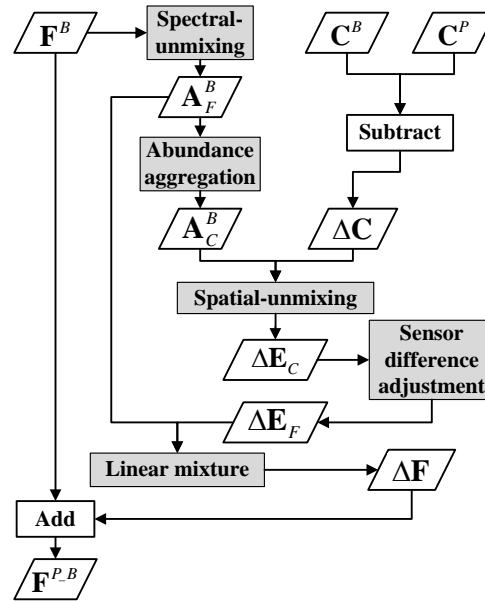 F^B
Spectral-
unmixing
C^B
C^P
A_F^B
Subtract
Abundance
aggregation
A_C^B
ΔC
Spatial-unmixing
ΔE_C
Sensor
difference
adjustment
ΔE_F
Linear mixture
ΔF
Add
F^{P_B}